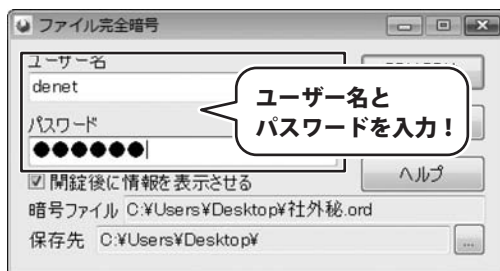 ファイル完全暗号
ユーザー名
denet
ユーザー名と
パスワードを入力！
パスワード
●●●●●●
開錠後に情報を表示させる
ヘルプ
暗号ファイル C:¥Users¥Desktop¥社外秘.ord
保存先 C:¥Users¥Desktop¥
...